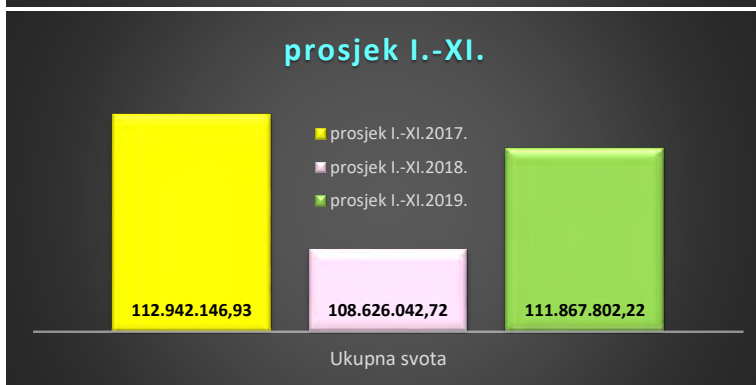 prosjek I.-XI.
prosjek I.-XI.2017.
prosjek I.-XI.2018.
prosjek I.-XI.2019.
112.942.146,93
108.626.042,72
111.867.802,22
Ukupna svota